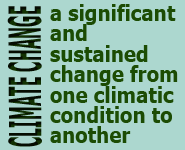 CLIMATE CHANGE
a significant
and
sustained
change from
one climatic
condition to
another